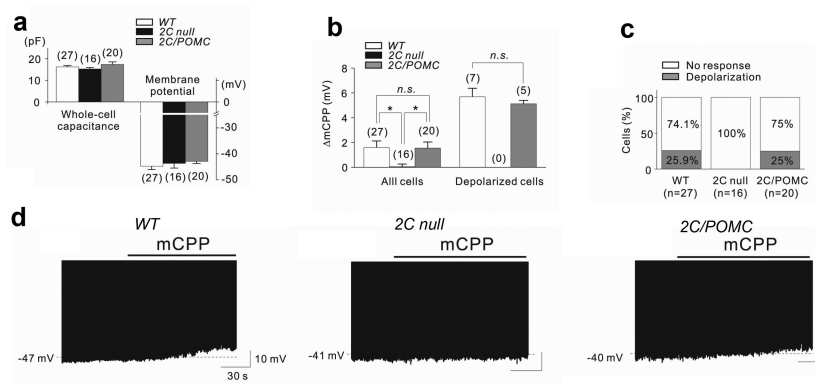 a
(pF)
WT
2C null
2C/POMC
(27) (16) (20)
20
10
0
Whole-cell
capacitance
Membrane
potential
(mV)
0
-30
-40
-50
(27) (16) (20)
b
WT
2C null
2C/POMC
ΔmCPP (mV)
8
6
4
2
0
n.s.
* *
(27) (16) (20)
n.s.
(7) (0) (5)
Alll cells
Depolarized cells
c
No response
Depolarization
Cells (%)
100
50
0
74.1% 100% 75%
25.9% 25%
WT 2C null 2C/POMC
(n=27) (n=16) (n=20)
d
WT
mCPP
-47 mV
10 mV
30 s
2C null
mCPP
-41 mV
2C/POMC
mCPP
-40 mV